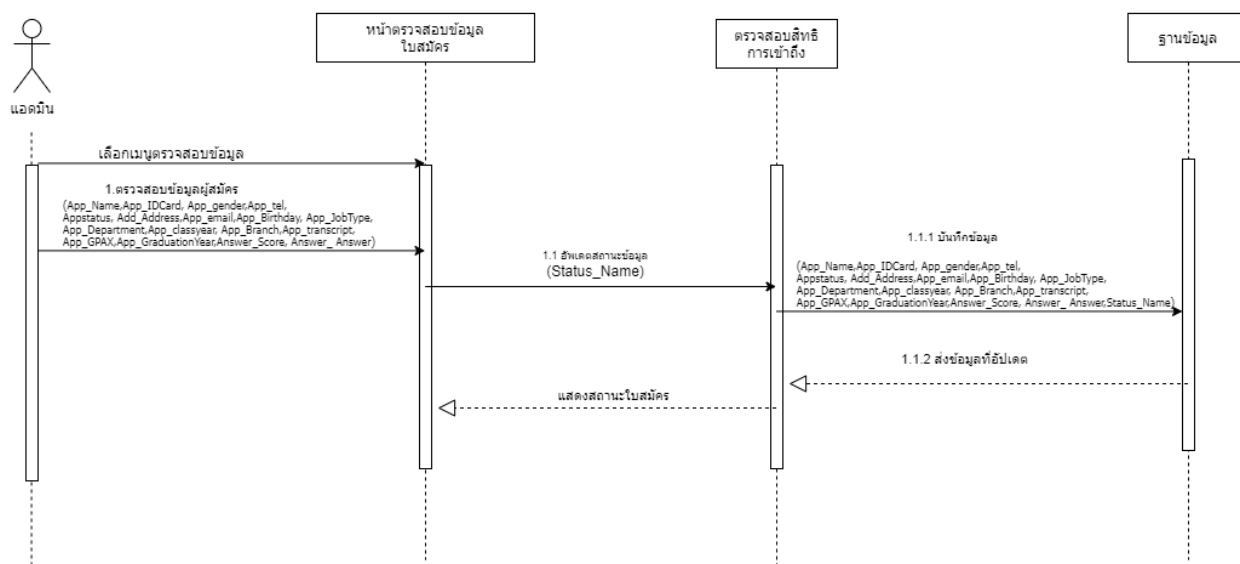 หน้าตรวจสอบข้อมูล
ใบสมัคร
ตรวจสอบสิทธิ
การเข้าถึง
ฐานข้อมูล
แอดมิน
เลือกเมนูตรวจสอบข้อมูล
1.ตรวจสอบข้อมูลผู้สมัคร
(App_Name,App_IDCard, App_gender,App_tel,
Appstatus, Add_Address,App_email,App_Birthday, App_JobType,
App_Department,App_classyear, App_Branch,App_transcript,
App_GPAX,App_GraduationYear,Answer_Score, Answer_ Answer)
1.1 อัพเดตสถานะข้อมูล
(Status_Name)
1.1.1 บันทึกข้อมูล
(App_Name,App_IDCard, App_gender,App_tel,
Appstatus, Add_Address,App_email,App_Birthday, App_JobType,
App_Department,App_classyear, App_Branch,App_transcript,
App_GPAX,App_GraduationYear,Answer_Score, Answer_ Answer,Status_Name)
1.1.2 ส่งข้อมูลที่อัปเดต
แสดงสถานะใบสมัคร